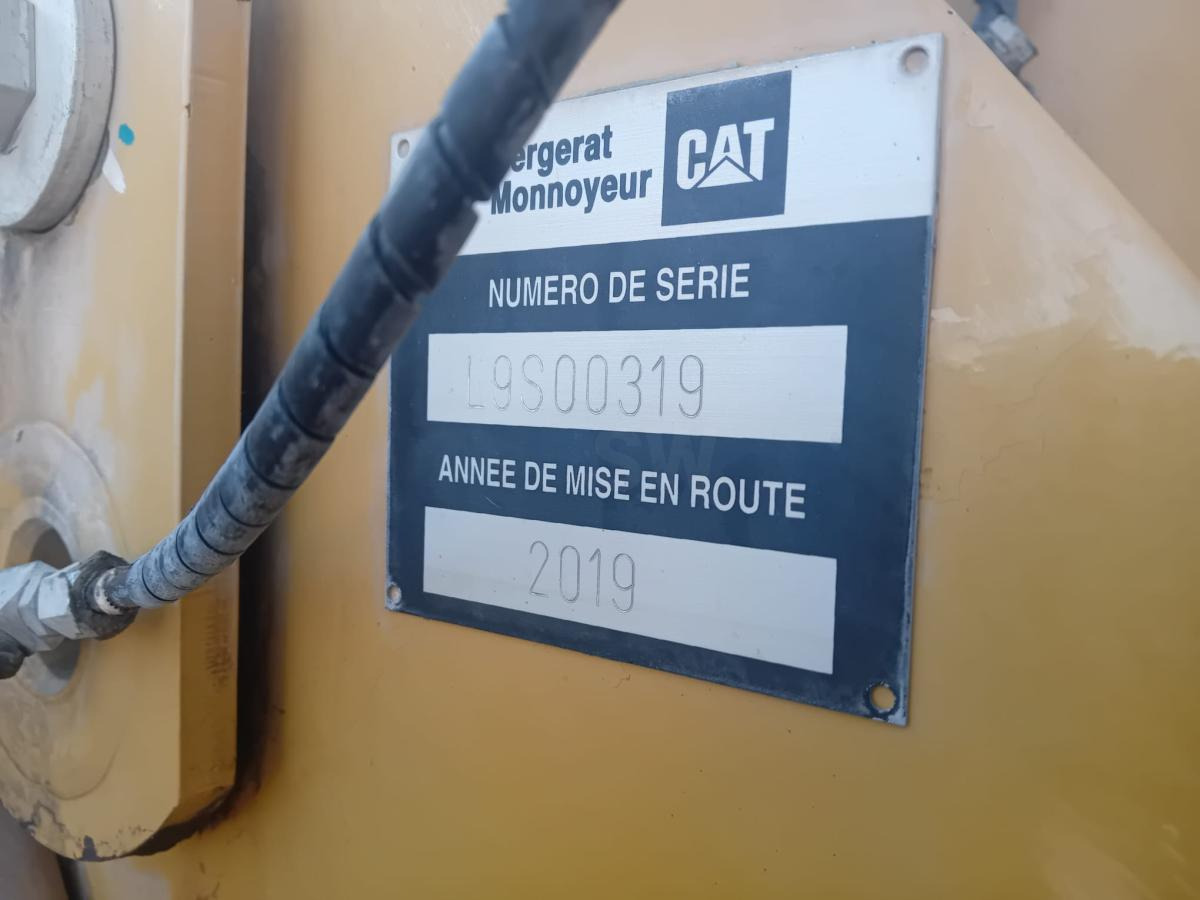 ergerat
Monnoyeur
CAT
NUMERO DE SERIE
L9S00319
ANNEE DE MISE EN ROUTE
2019